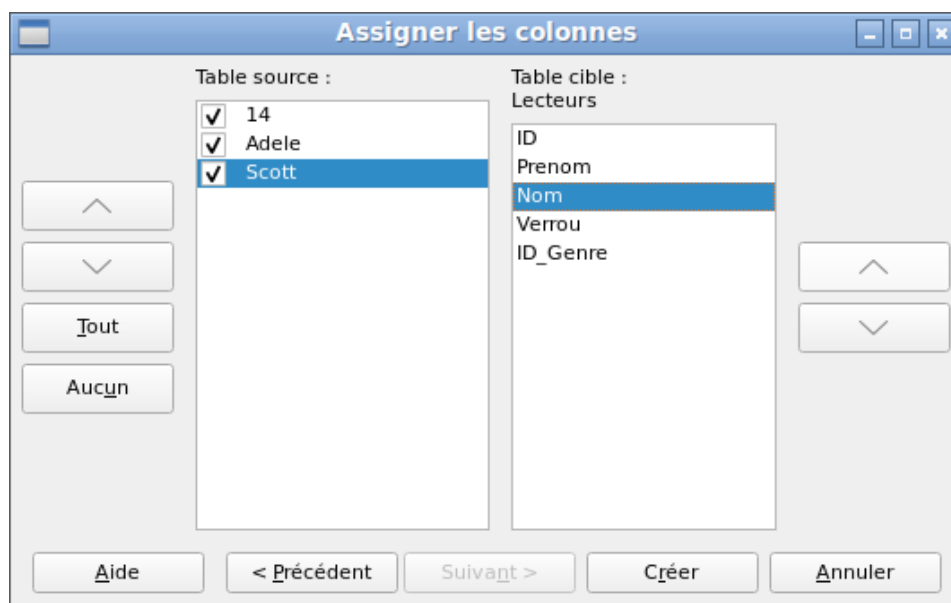 Assigner les colonnes
Table source :
14
Adele
Scott
Table cible :
Lecteurs
ID
Prenom
Nom
Verrou
ID_Genre
Tout
Aucun
Aide
< Précédent
Suivant >
Créer
Annuler